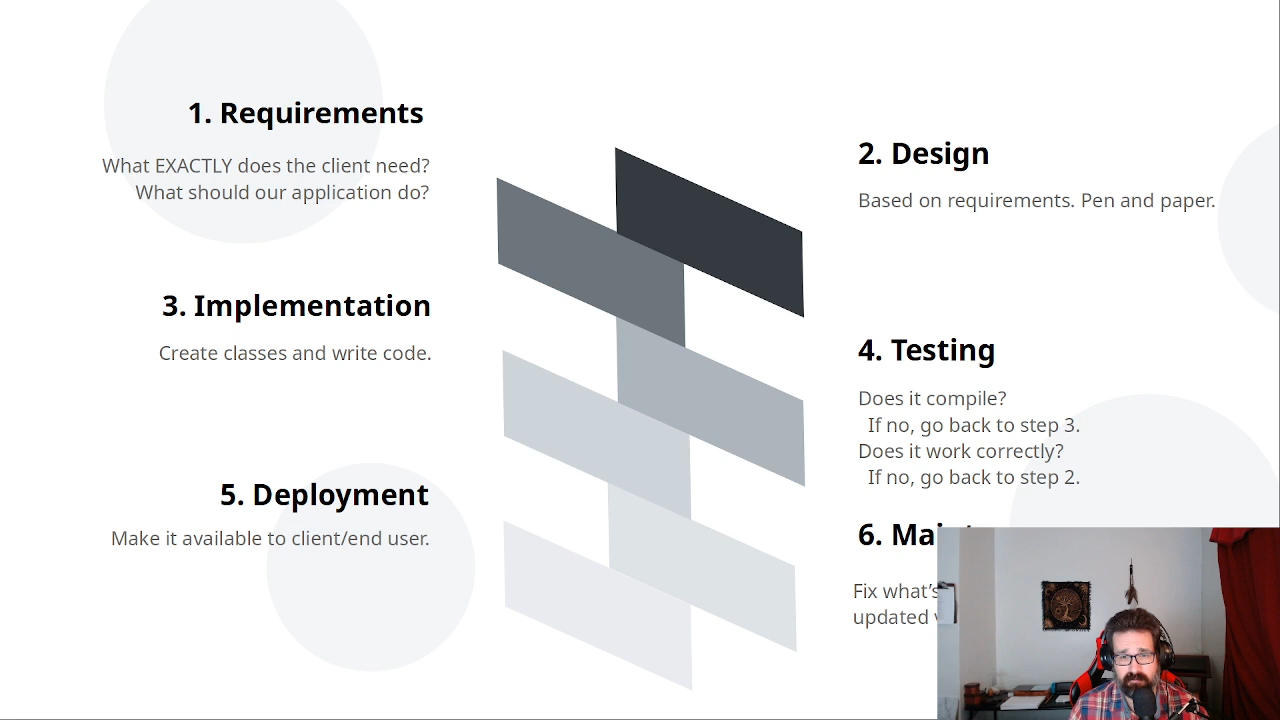 1. Requirements
What EXACTLY does the client need?
What should our application do?
2. Design
Based on requirements. Pen and paper.
3. Implementation
Create classes and write code.
4. Testing
Does it compile?
If no, go back to step 3.
Does it work correctly?
If no, go back to step 2.
5. Deployment
Make it available to client/end user.
6.
Fix what's
updated